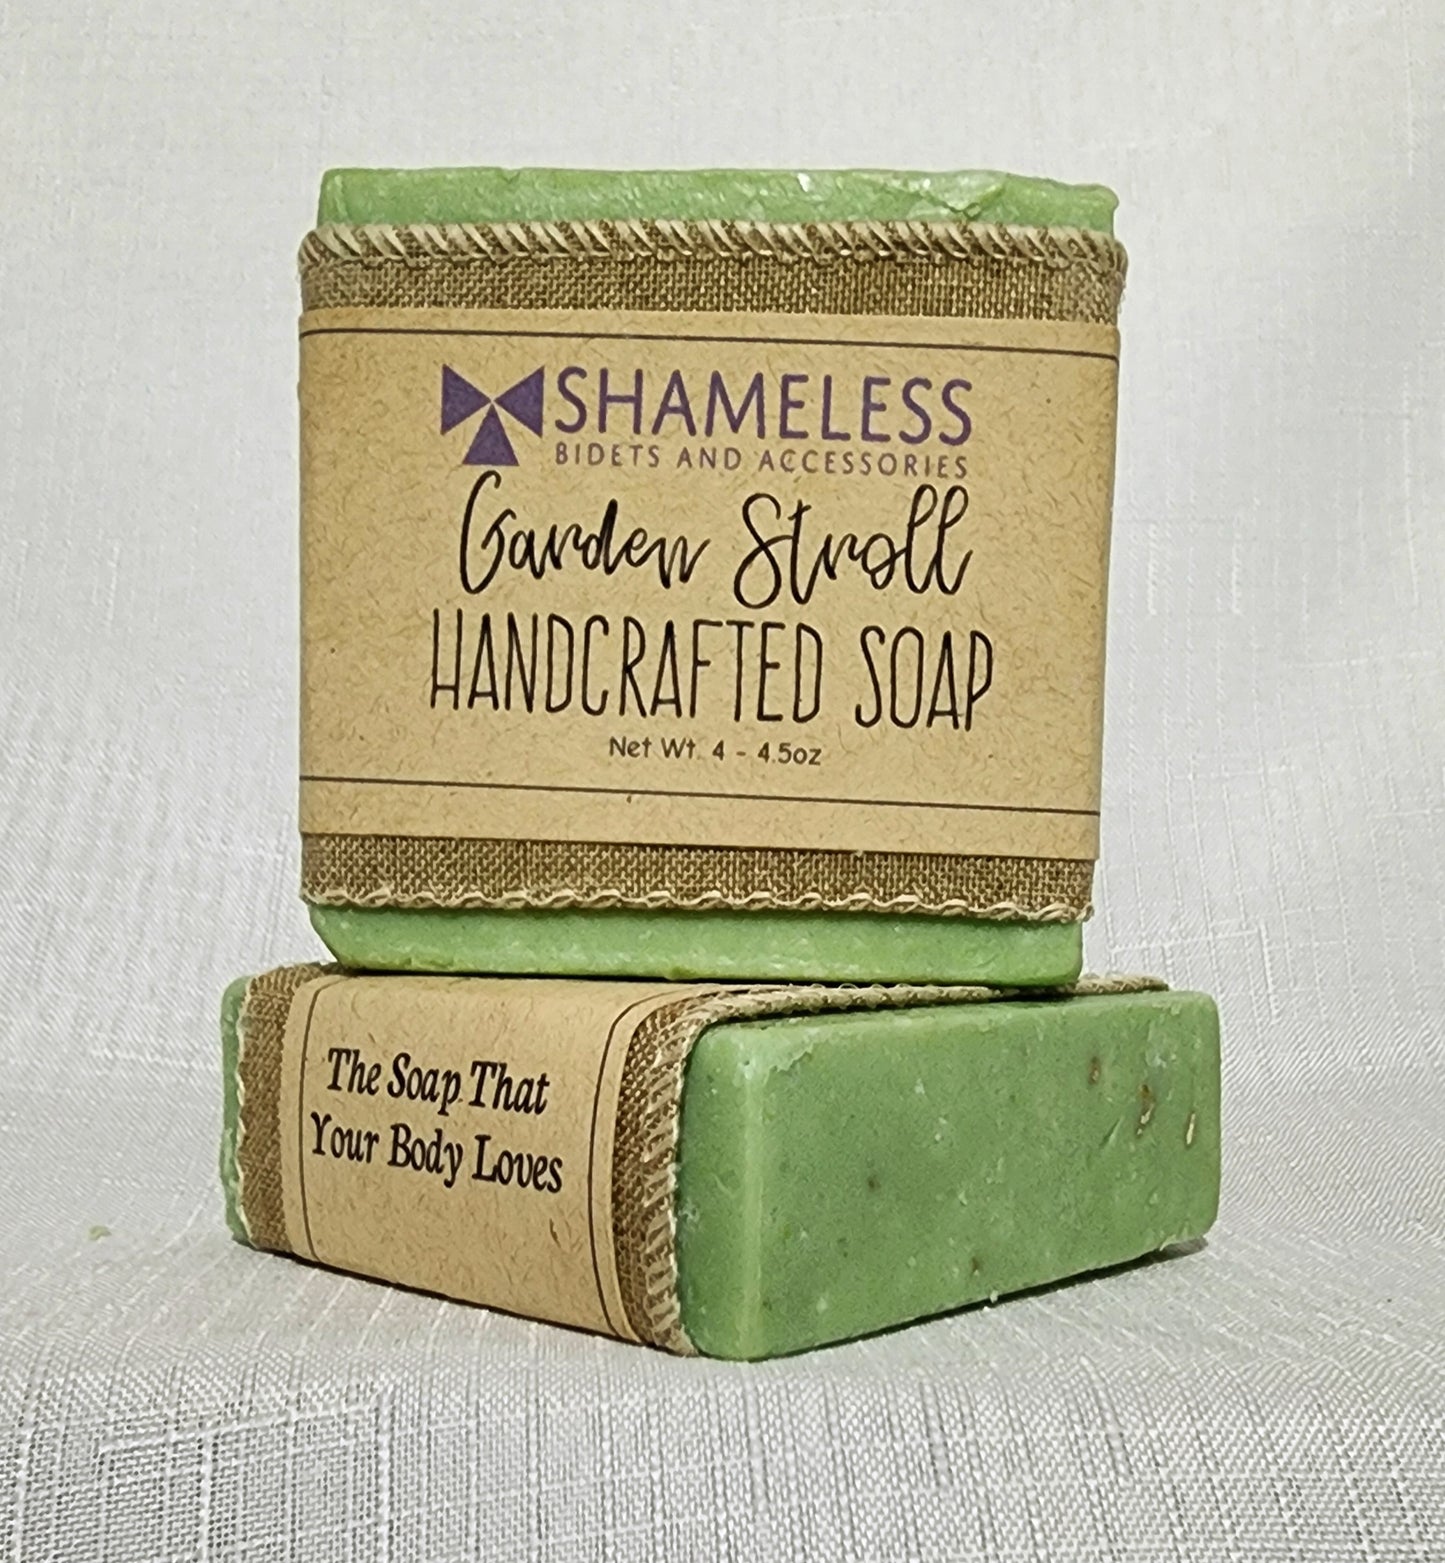 SHAMELESS
BIDETS AND ACCESSORIES
Garden Stroll
HANDCRAFTED SOAP
Net Wt. 4 - 4.5oz
The Soap That
Your Body Loves